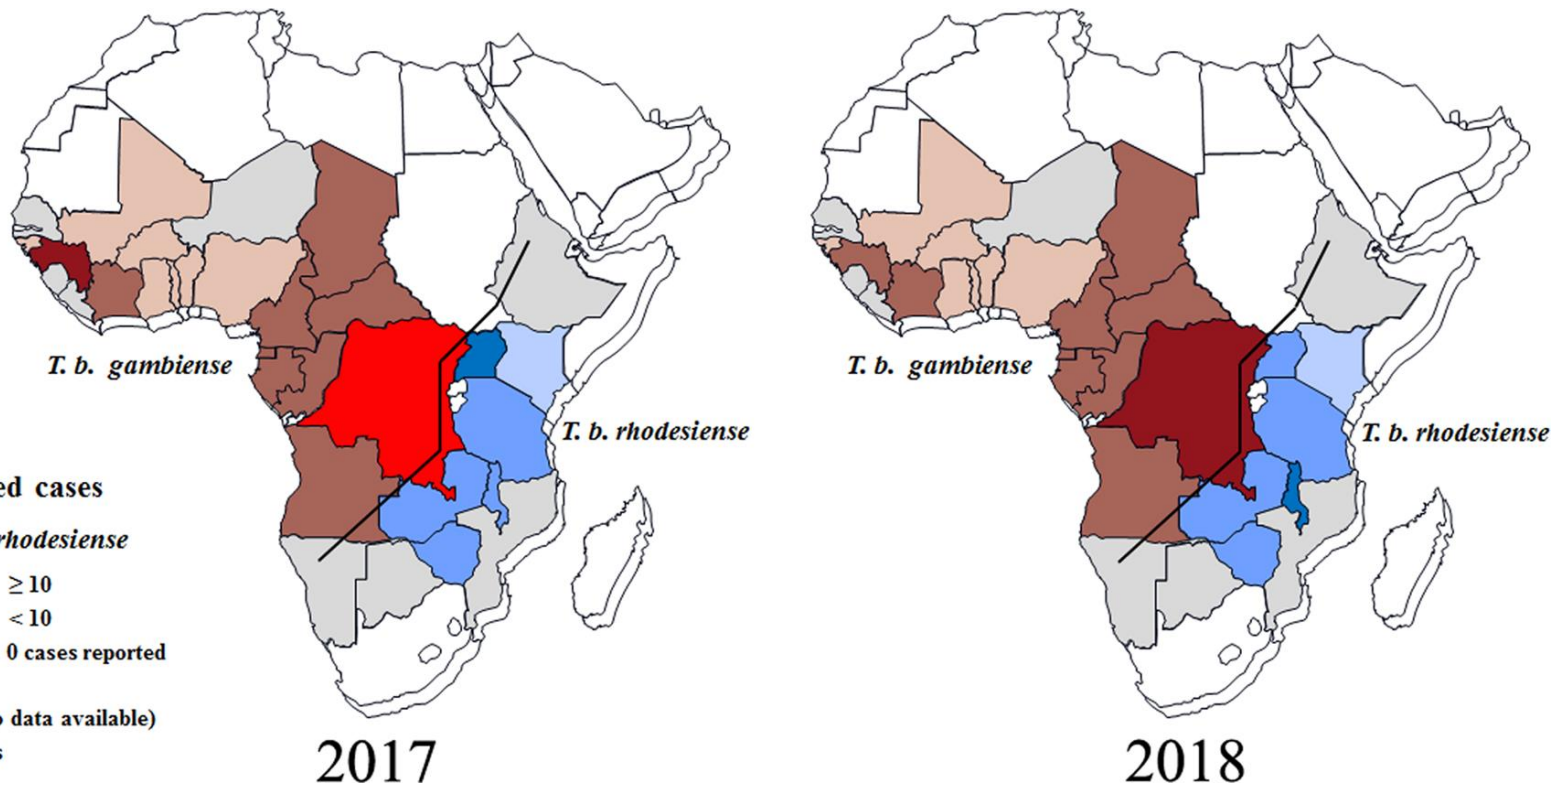 T. b. gambiense
T. b. rhodesiense
ed cases
rhodesiense
≥ 10
< 10
0 cases reported
data available)
s
2017
T. b. gambiense
T. b. rhodesiense
2018